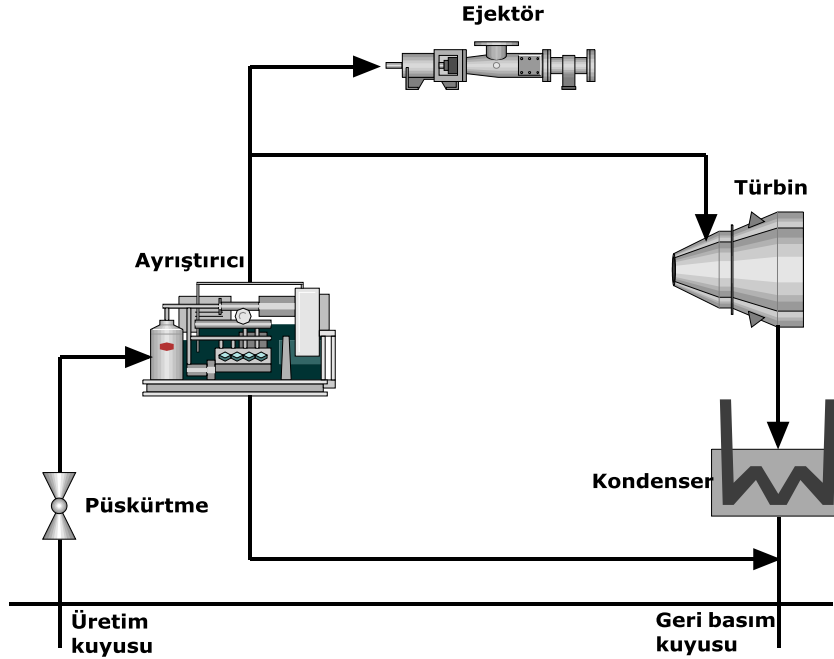 Ejektör
Türbin
Ayrıştırıcı
Kondenser
Püskürtme
Üretim
kuyusu
Geri basım
kuyusu